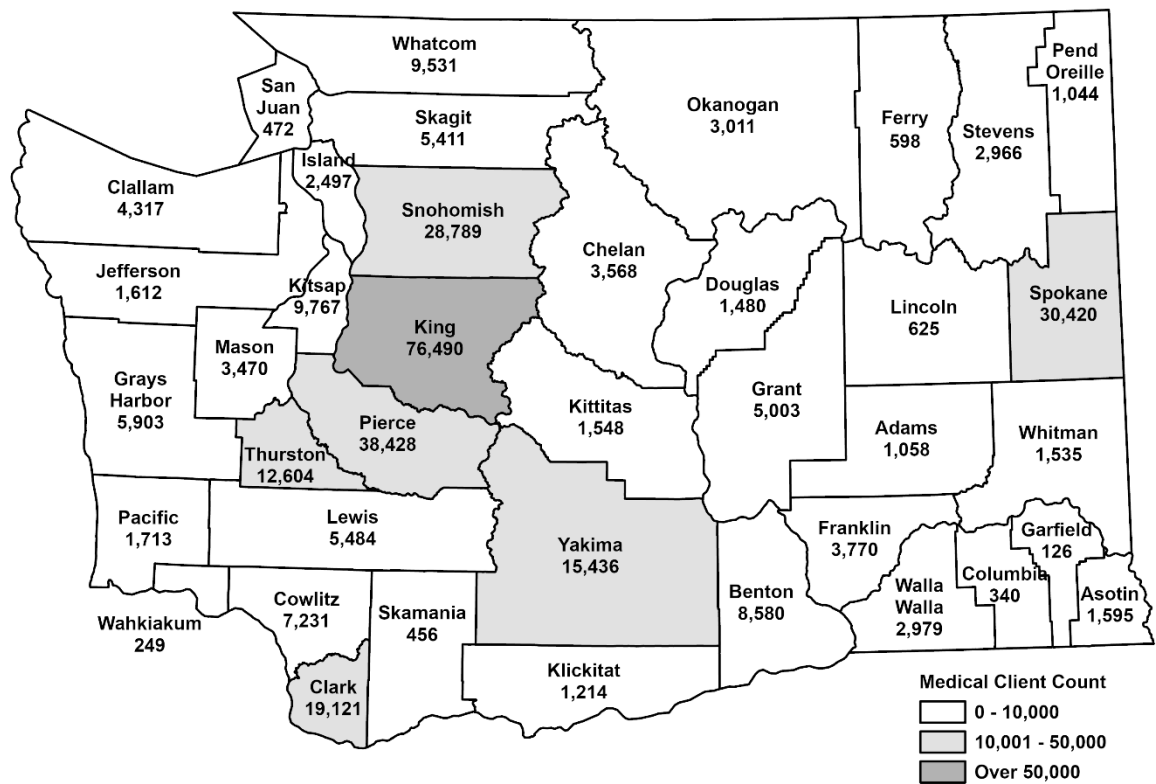 Whatcom
9,531
San
Juan
472
Skagit
5,411
Island
2,497
Clallam
4,317
Snohomish
28,789
Jefferson
1,612
Kitsap
9,767
King
76,490
Mason
3,470
Grays
Harbor
5,903
Pierce
38,428
Thurston
12,604
Pacific
1,713
Lewis
5,484
Wahkiakum
249
Cowlitz
7,231
Skamania
456
Clark
19,121
Okanogan
3,011
Ferry
598
Stevens
2,966
Pend
Oreille
1,044
Chelan
3,568
Douglas
1,480
Lincoln
625
Spokane
30,420
Kittitas
1,548
Grant
5,003
Adams
1,058
Whitman
1,535
Yakima
15,436
Benton
8,580
Franklin
3,770
Walla
Walla
2,979
Columbia
340
Garfield
126
Asotin
1,595
Klickitat
1,214
Medical Client Count
0 - 10,000
10,001 - 50,000
Over 50,000